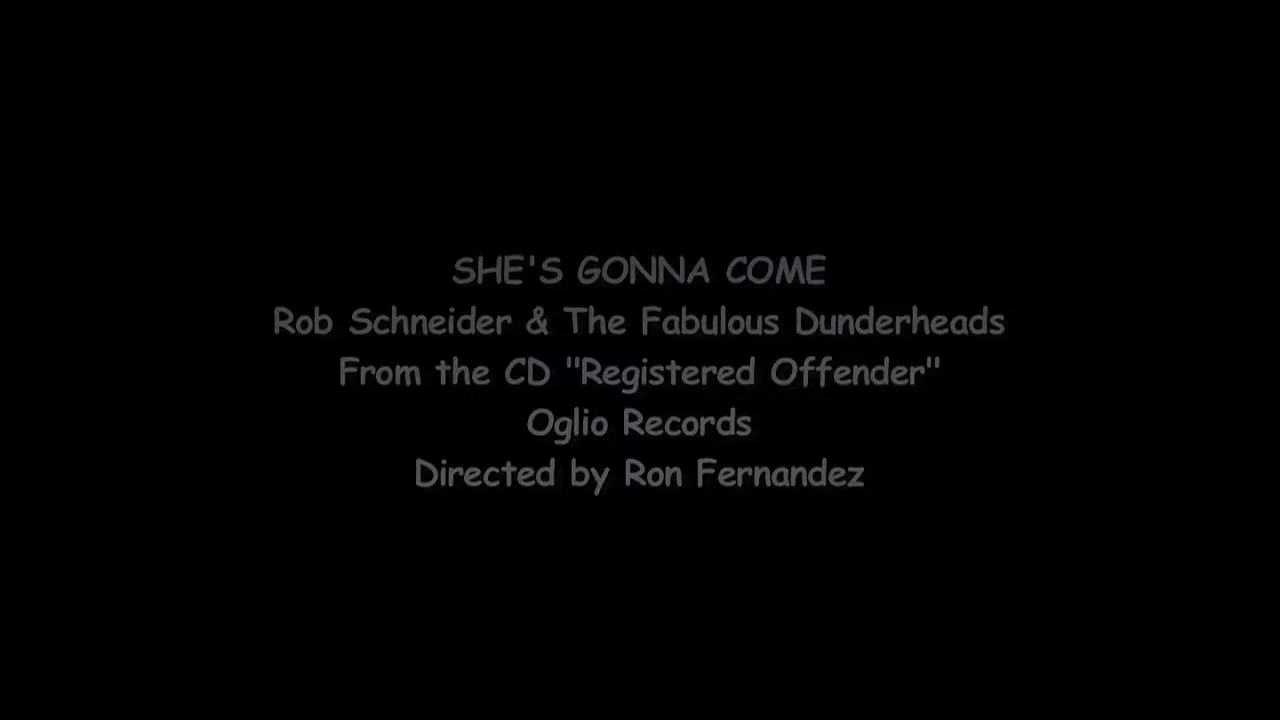 SHE'S GONNA COME
Rob Schneider & The Fabulous Dunderheads
From the CD "Registered Offender"
Oglio Records
Directed by Ron Fernandez